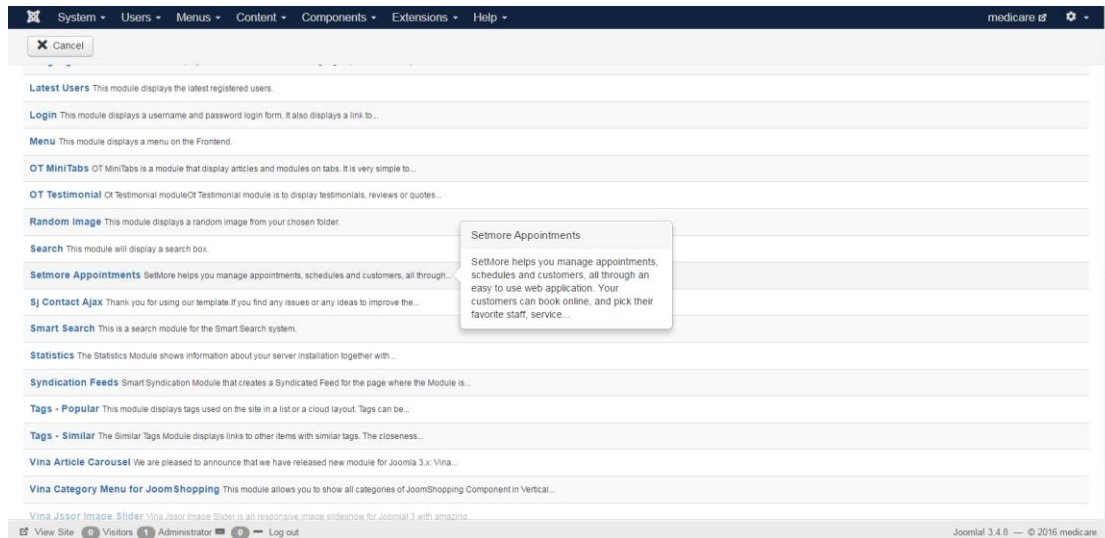 System Users Menus Content Components Extensions Help medicare
Cancel
Latest Users This module displays the latest registered users.
Login This module displays a username and password login form. It also displays a link to...
Menu This module displays a menu on the Frontend.
OT MiniTabs OT MiniTabs is a module that display articles and modules on tabs. It is very simple to...
OT Testimonial Ot Testimonial moduleOt Testimonial module is to display testimonials, reviews or quotes...
Random Image This module displays a random image from your chosen folder.
Search This module will display a search box.
Setmore Appointments SetMore helps you manage appointments, schedules and customers, all through...
Setmore Appointments
SetMore helps you manage appointments,
schedules and customers, all through an
easy to use web application. Your
customers can book online, and pick their
favorite staff, service...
Sj Contact Ajax Thank you for using our template.If you find any issues or any ideas to improve the...
Smart Search This is a search module for the Smart Search system.
Statistics The Statistics Module shows information about your server installation together with...
Syndication Feeds Smart Syndication Module that creates a Syndicated Feed for the page where the Module is...
Tags - Popular This module displays tags used on the site in a list or a cloud layout. Tags can be...
Tags - Similar The Similar Tags Module displays links to other items with similar tags. The closeness...
Vina Article Carousel We are pleased to announce that we have released new module for Joomla 3.x: Vina...
Vina Category Menu for JoomShopping This module allows you to show all categories of JoomShopping Component in Vertical...
Vina Jssor Image Slider Vina Jssor Image Slider is an responsive image slideshow for Joomla! 3 with amazing...
View Site 0 Visitors 1 Administrator 0 Log out Joomla! 3.4.8 — © 2016 medicare